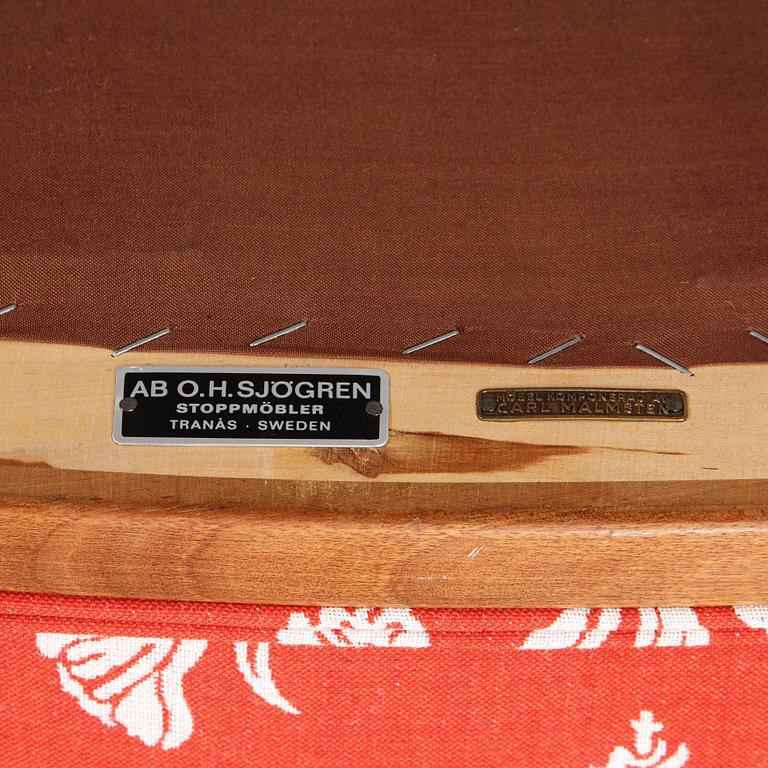 AB O.H.SJÖGREN
STOPPMÖBLER
TRANÅS · SWEDEN
MÖBEL KOMPONERAD AV
CARL MALMSTEN